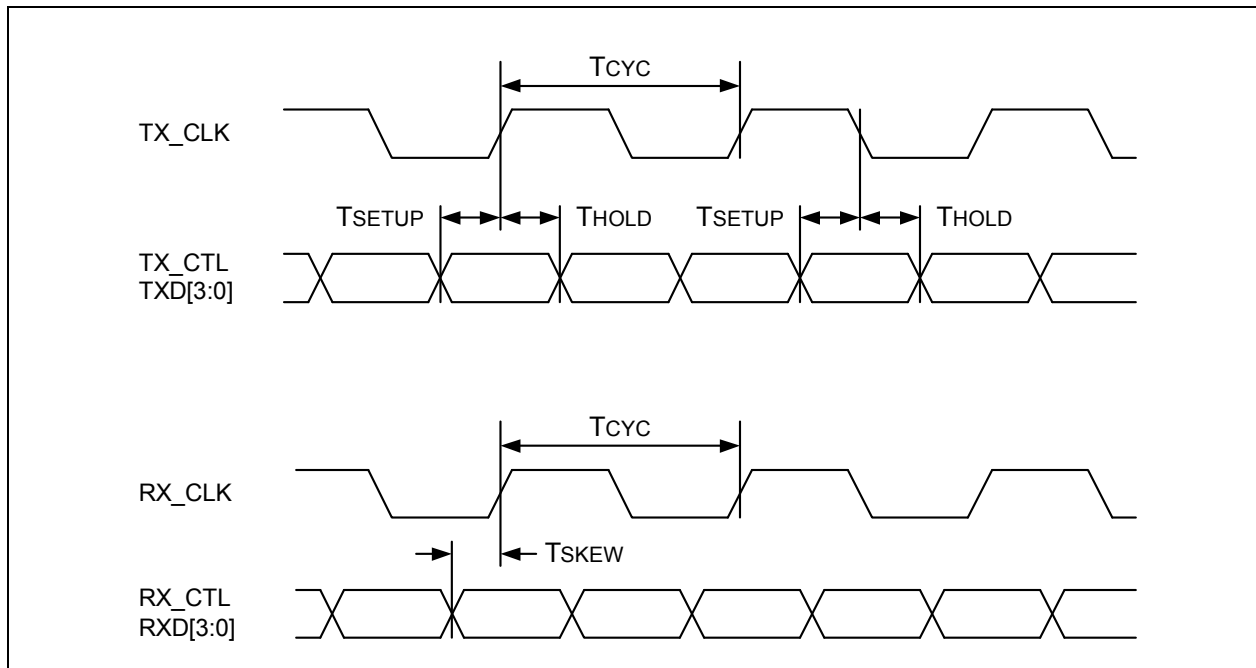 TCYC
TX_CLK
TSETUP THOLD TSETUP THOLD
TX_CTL
TXD[3:0]
TCYC
RX_CLK
TSKEW
RX_CTL
RXD[3:0]